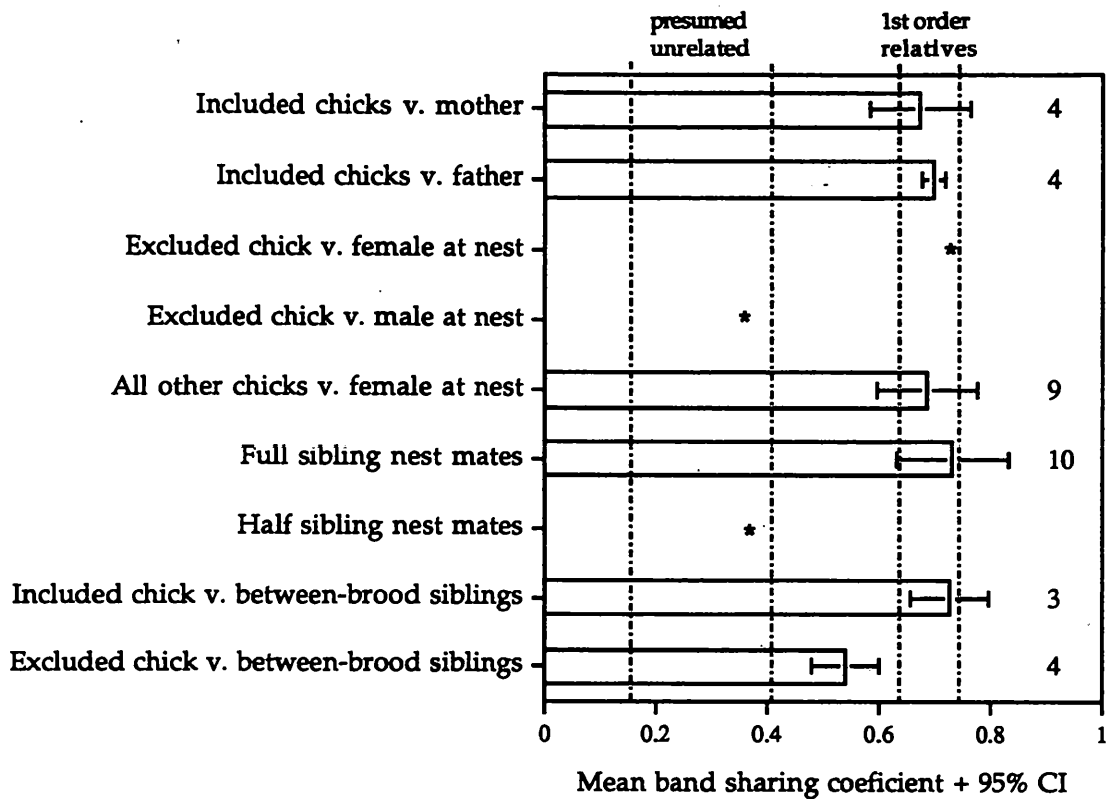 presumed
unrelated
1st order
relatives
Included chicks v. mother
4
Included chicks v. father
4
Excluded chick v. female at nest
*
Excluded chick v. male at nest
*
All other chicks v. female at nest
9
Full sibling nest mates
10
Half sibling nest mates
*
Included chick v. between-brood siblings
3
Excluded chick v. between-brood siblings
4
0 0.2 0.4 0.6 0.8 1
Mean band sharing coeficient + 95% CI